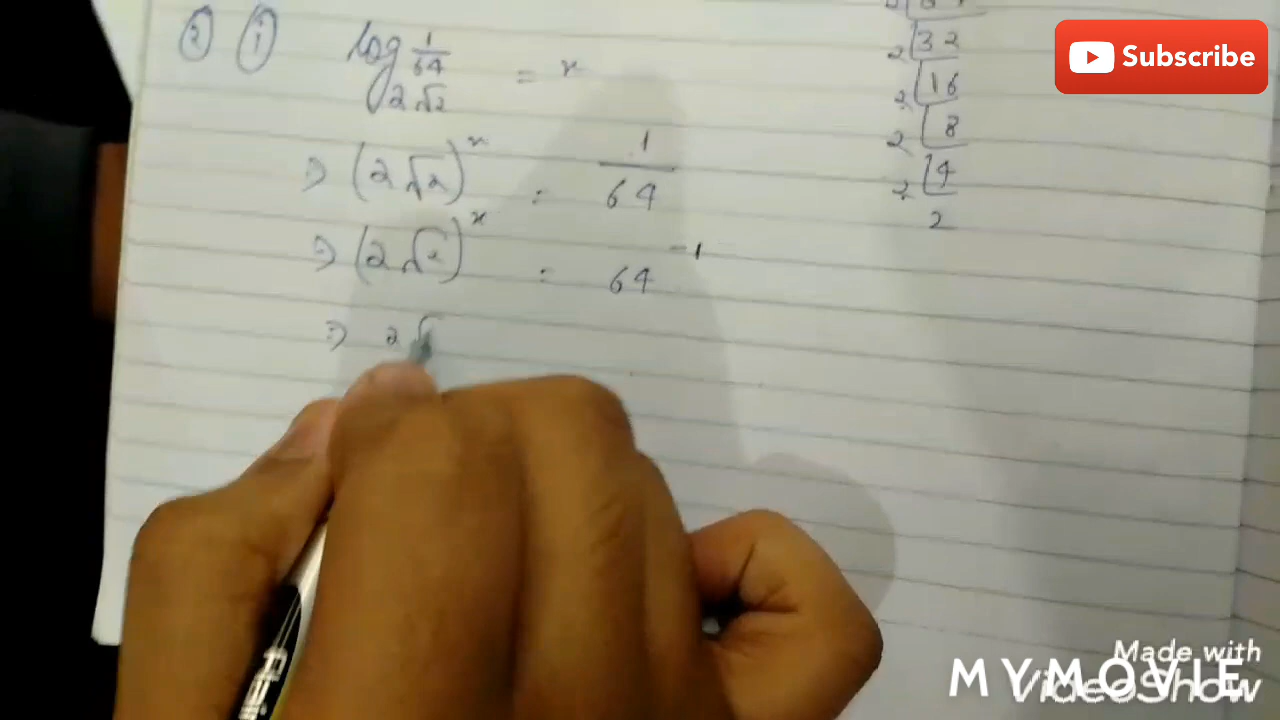 ② ⓘ log 1/64
2√2 = x
⇒ (2√2)^x = 1/64
⇒ (2√2)^x = 64^-1
⇒ 2√
2 32
2 16
2 8
2 4
2
Subscribe
Made with
VideoShow
MYMOVIE